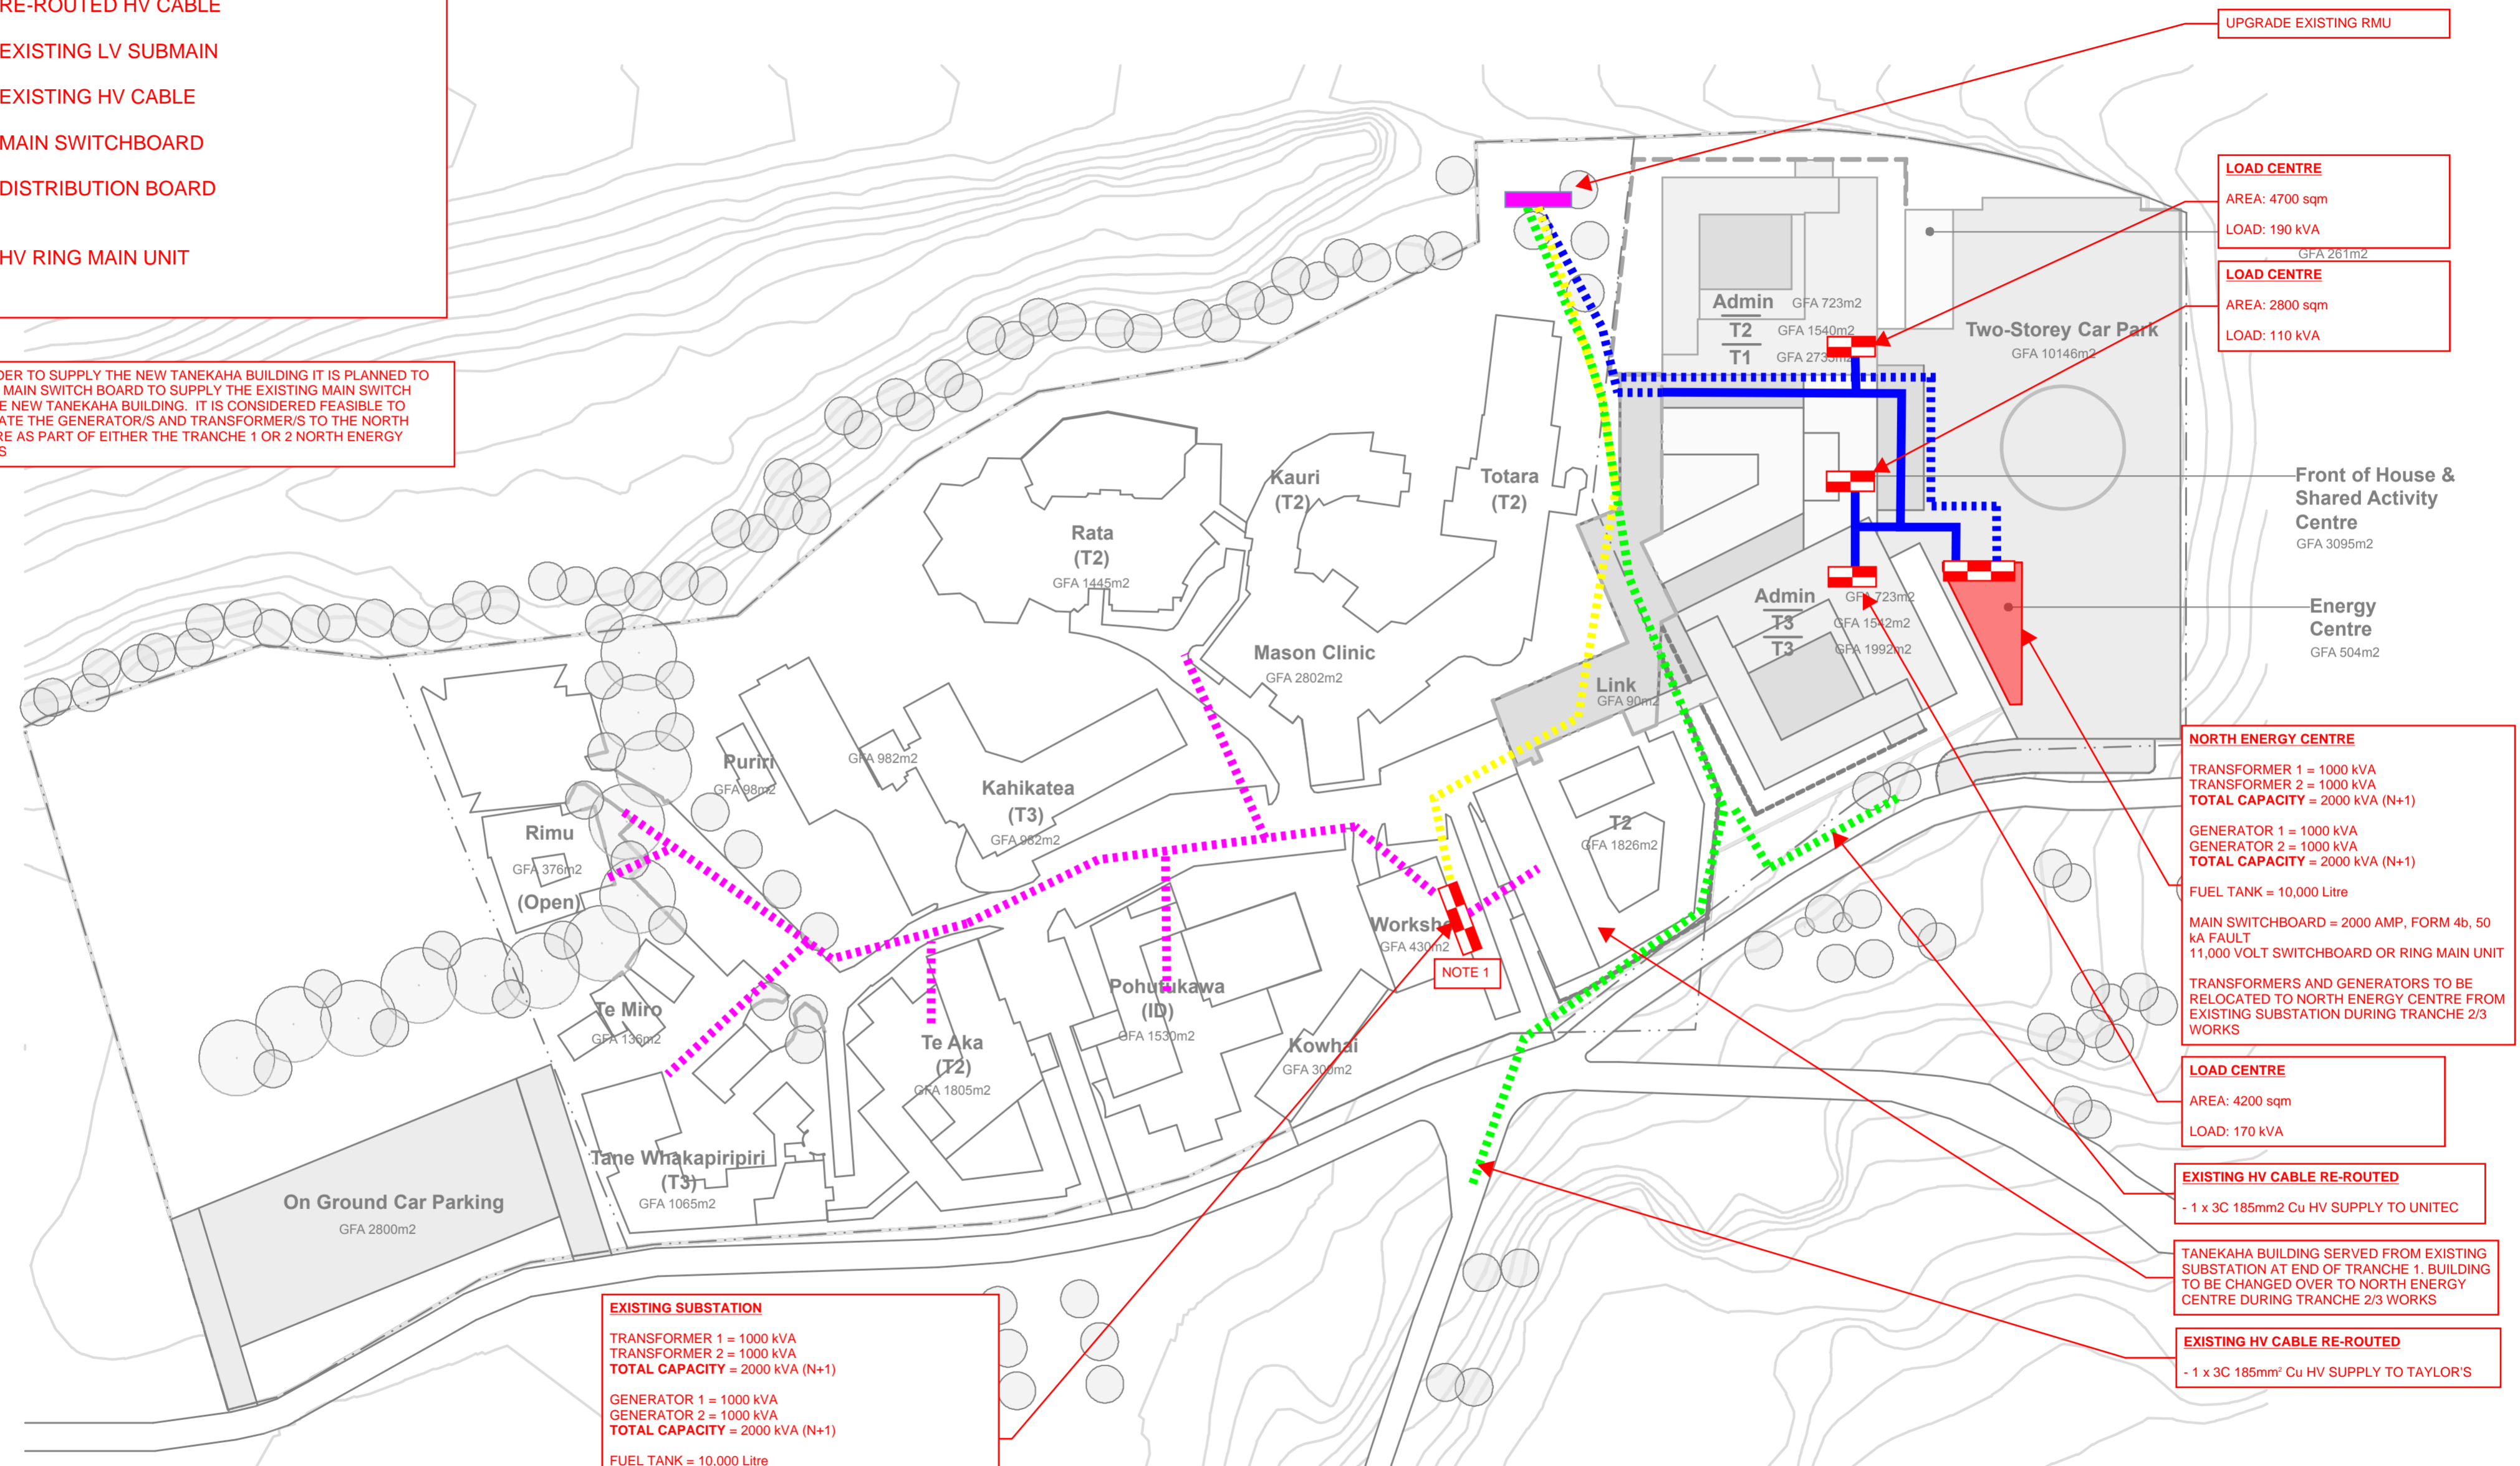 RE-ROUTED HV CABLE
EXISTING LV SUBMAIN
EXISTING HV CABLE
MAIN SWITCHBOARD
DISTRIBUTION BOARD
HV RING MAIN UNIT
DER TO SUPPLY THE NEW TANEKAHA BUILDING IT IS PLANNED TO
MAIN SWITCH BOARD TO SUPPLY THE EXISTING MAIN SWITCH
E NEW TANEKAHA BUILDING. IT IS CONSIDERED FEASIBLE TO
ATE THE GENERATOR/S AND TRANSFORMER/S TO THE NORTH
RE AS PART OF EITHER THE TRANCHE 1 OR 2 NORTH ENERGY
S
UPGRADE EXISTING RMU
LOAD CENTRE
AREA: 4700 sqm
LOAD: 190 kVA
GFA 261m2
LOAD CENTRE
AREA: 2800 sqm
LOAD: 110 kVA
Admin
GFA 723m2
T2
GFA 1540m2
T1
GFA 2733m2
Two-Storey Car Park
GFA 10146m2
Front of House &
Shared Activity
Centre
GFA 3095m2
Energy
Centre
GFA 504m2
Kauri
(T2)
Totara
(T2)
Rata
(T2)
GFA 1445m2
Mason Clinic
GFA 2802m2
Admin
GFA 723m2
T3
GFA 1542m2
T3
GFA 1992m2
Link
GFA 90m2
Puriri
GFA 98m2
GFA 982m2
Kahikatea
(T3)
GFA 982m2
T2
GFA 1826m2
Rimu
GFA 376m2
(Open)
Worksho
GFA 430m2
NOTE 1
Te Miro
GFA 136m2
Te Aka
(T2)
GFA 1805m2
Pohutukawa
(ID)
GFA 1530m2
Kowhai
GFA 300m2
Tane Whakapiripiri
(T3)
GFA 1065m2
On Ground Car Parking
GFA 2800m2
NORTH ENERGY CENTRE
TRANSFORMER 1 = 1000 kVA
TRANSFORMER 2 = 1000 kVA
TOTAL CAPACITY = 2000 kVA (N+1)
GENERATOR 1 = 1000 kVA
GENERATOR 2 = 1000 kVA
TOTAL CAPACITY = 2000 kVA (N+1)
FUEL TANK = 10,000 Litre
MAIN SWITCHBOARD = 2000 AMP, FORM 4b, 50
kA FAULT
11,000 VOLT SWITCHBOARD OR RING MAIN UNIT
TRANSFORMERS AND GENERATORS TO BE
RELOCATED TO NORTH ENERGY CENTRE FROM
EXISTING SUBSTATION DURING TRANCHE 2/3
WORKS
LOAD CENTRE
AREA: 4200 sqm
LOAD: 170 kVA
EXISTING HV CABLE RE-ROUTED
- 1 x 3C 185mm2 Cu HV SUPPLY TO UNITEC
TANEKAHA BUILDING SERVED FROM EXISTING
SUBSTATION AT END OF TRANCHE 1. BUILDING
TO BE CHANGED OVER TO NORTH ENERGY
CENTRE DURING TRANCHE 2/3 WORKS
EXISTING HV CABLE RE-ROUTED
- 1 x 3C 185mm² Cu HV SUPPLY TO TAYLOR'S
EXISTING SUBSTATION
TRANSFORMER 1 = 1000 kVA
TRANSFORMER 2 = 1000 kVA
TOTAL CAPACITY = 2000 kVA (N+1)
GENERATOR 1 = 1000 kVA
GENERATOR 2 = 1000 kVA
TOTAL CAPACITY = 2000 kVA (N+1)
FUEL TANK = 10,000 Litre